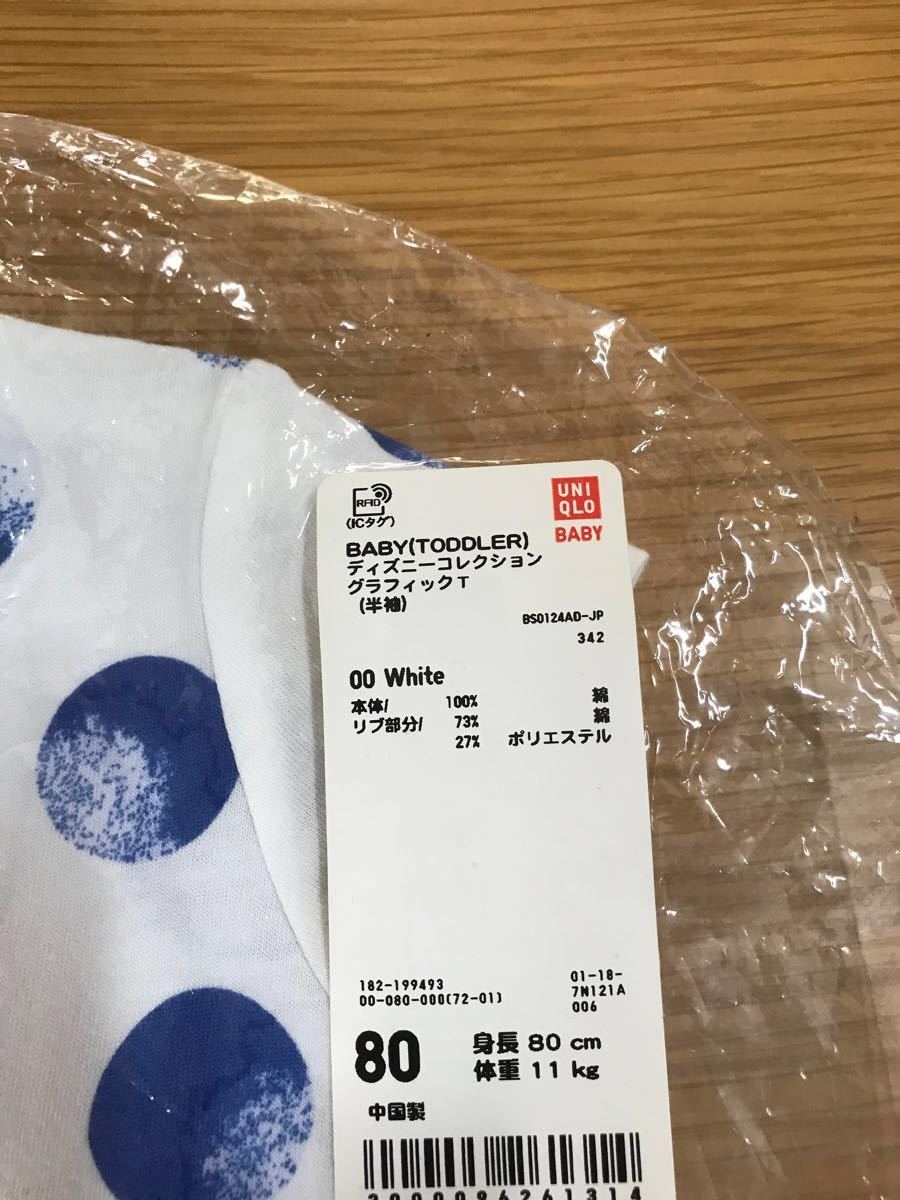 RFID
(ICタグ)
UNI
QLO
BABY
BABY(TODDLER)
ディズニーコレクション
グラフィックT
(半袖)
BS0124AD-JP
342
00 White
本体/ 100% 綿
リブ部分/ 73% 綿
27% ポリエステル
182-199493
00-080-000(72-01)
01-18-
7N121A
006
80
身長 80 cm
体重 11 kg
中国製